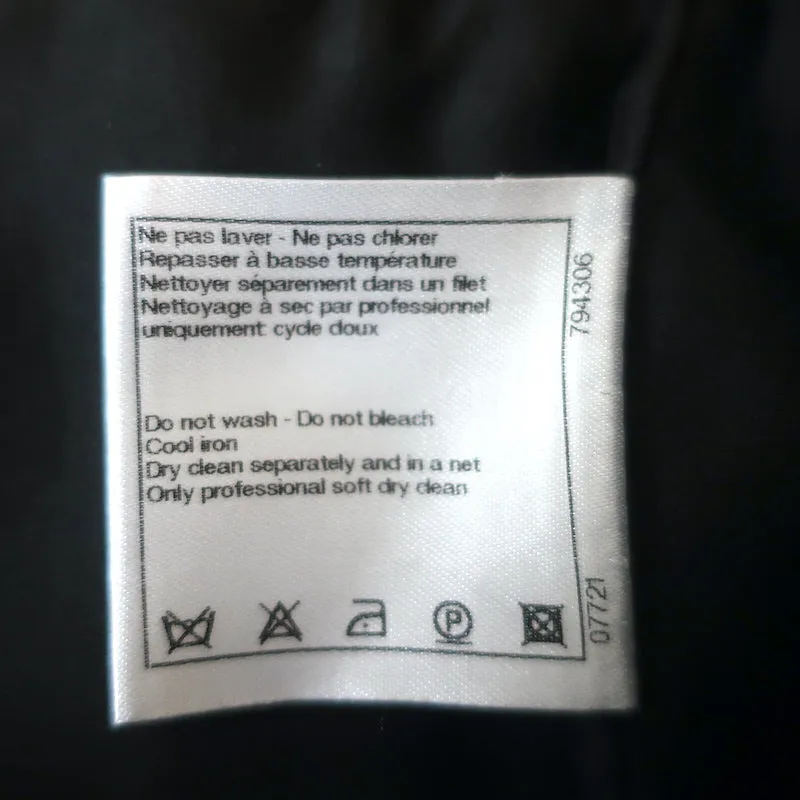 Ne pas laver - Ne pas chlorer
Repasser à basse température
Nettoyer séparement dans un filet
Nettoyage à sec par professionnel
uniquement: cycle doux
794306
Do not wash - Do not bleach
Cool iron
Dry clean separately and in a net
Only professional soft dry clean
P
07721